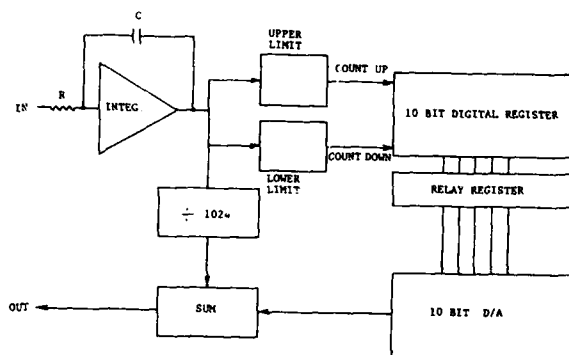 C
R
IN
INTEG.
UPPER
LIMIT
COUNT UP
10 BIT DIGITAL REGISTER
COUNT DOWN
LOWER
LIMIT
RELAY REGISTER
÷ 1024
SUM
OUT
10 BIT D/A